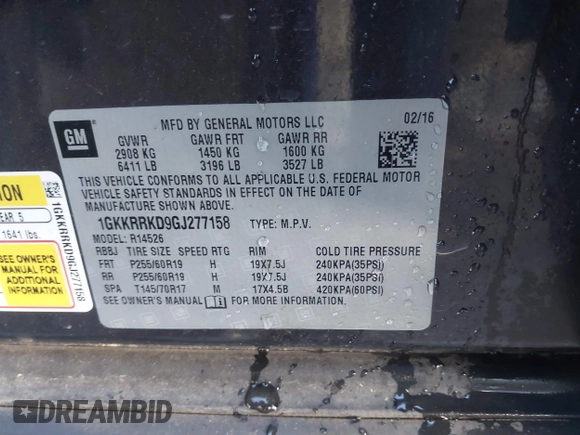 GM
MFD BY GENERAL MOTORS LLC
02/16
GVWR GAWR FRT GAWR RR
2908 KG 1450 KG 1600 KG
6411 LB 3196 LB 3527 LB
THIS VEHICLE CONFORMS TO ALL APPLICABLE U.S. FEDERAL MOTOR
VEHICLE SAFETY STANDARDS IN EFFECT ON THE DATE OF
MANUFACTURE SHOWN ABOVE.
1GKKRRKD9GJ277158 TYPE: M.P.V.
MODEL: R14526
RBBJ TIRE SIZE SPEED RTG RIM COLD TIRE PRESSURE
FRT P255/60R19 H 19X7.5J 240KPA(35PSI)
RR P255/60R19 H 19X7.5J 240KPA(35PSI)
SPA T145/70R17 M 17X4.5B 420KPA(60PSI)
SEE OWNER'S MANUAL FOR MORE INFORMATION.
EAR 5
1641 lbs.
SEE OWNER'S
MANUAL FOR
ADDITIONAL
INFORMATION
1GKKRRKD9GJ277158
DREAMBID